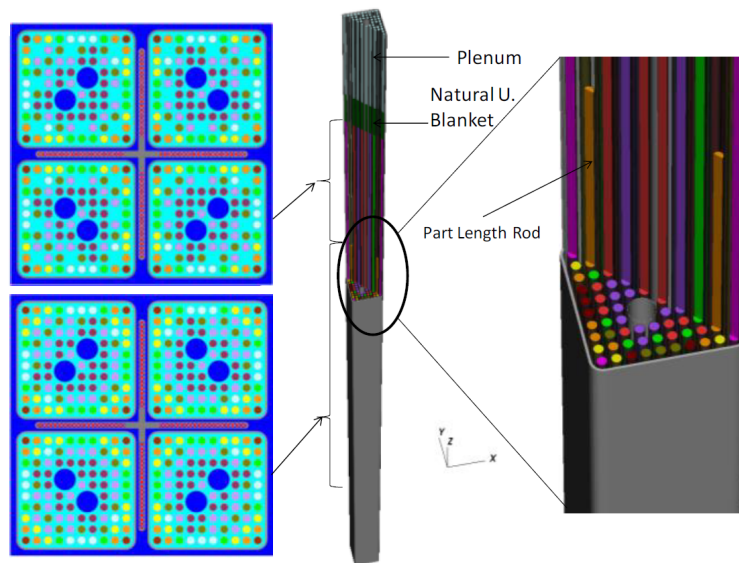 Plenum
Natural U.
Blanket
Part Length Rod
Y
Z
X